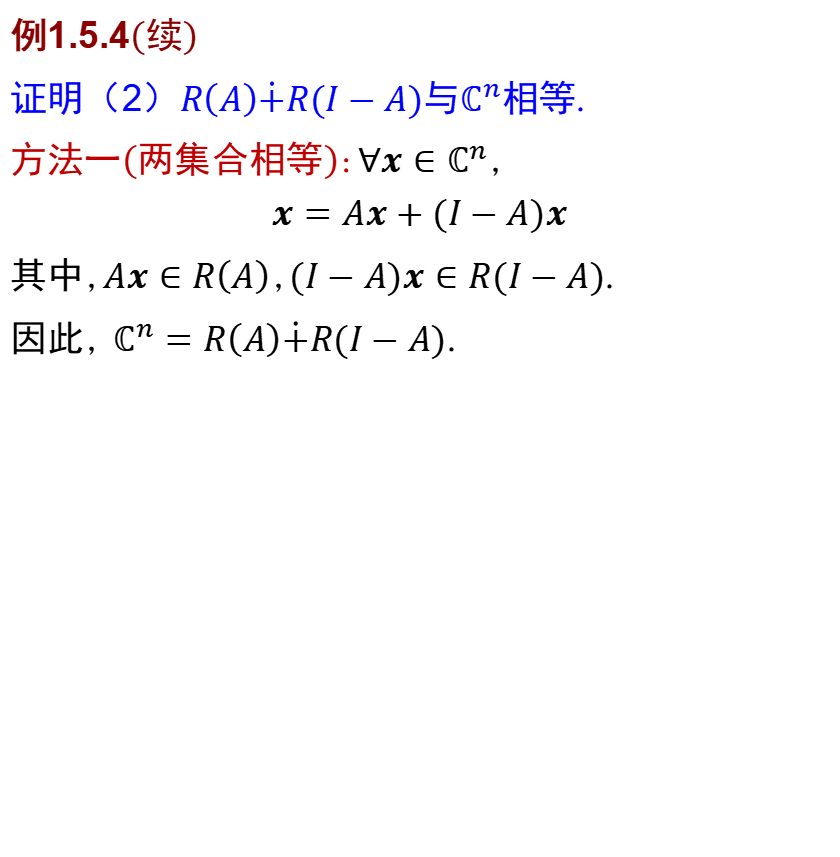 例1.5.4(续)
证明（2）R(A)∔R(I − A)与ℂⁿ相等.
方法一(两集合相等): ∀x ∈ ℂⁿ,
x = Ax + (I − A)x
其中, Ax ∈ R(A), (I − A)x ∈ R(I − A).
因此, ℂⁿ = R(A)∔R(I − A).